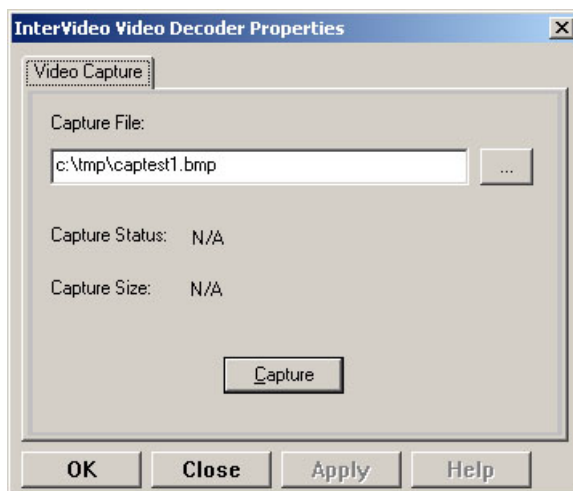 InterVideo Video Decoder Properties
Video Capture
Capture File:
c:\tmp\captest1.bmp
...
Capture Status: N/A
Capture Size: N/A
Capture
OK Close Apply Help